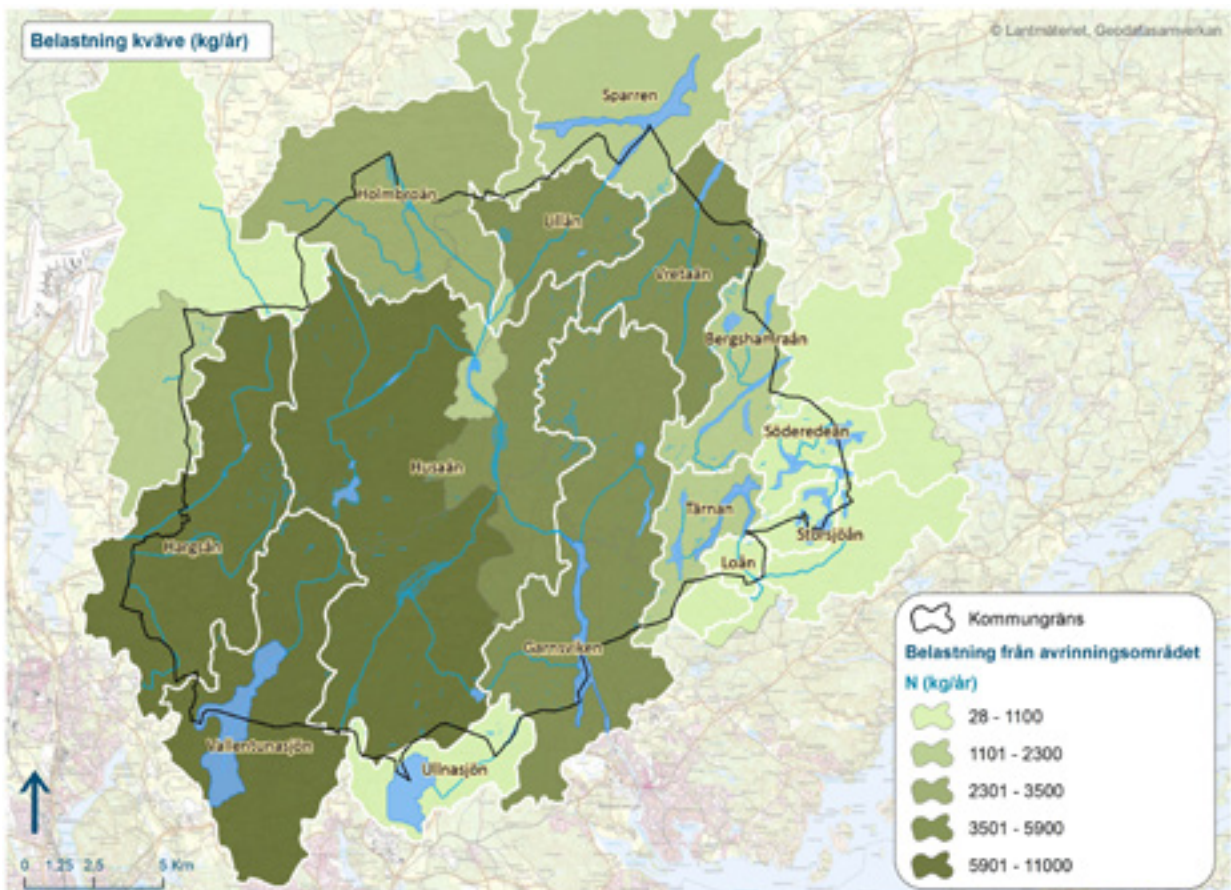 Belastning kväve (kg/år)
© Lantmäteriet, Geodatasamverkan
Sparren
Holmbroån
Lillån
Vretaån
Bergshamraån
Söderedeån
Husaån
Tärnan
Storsjöån
Hargsån
Loån
Garnsviken
Vallentunasjön
Ullnasjön
0 1,25 2,5 5 Km
Kommungräns
Belastning från avrinningsområdet
N (kg/år)
28 - 1100
1101 - 2300
2301 - 3500
3501 - 5900
5901 - 11000